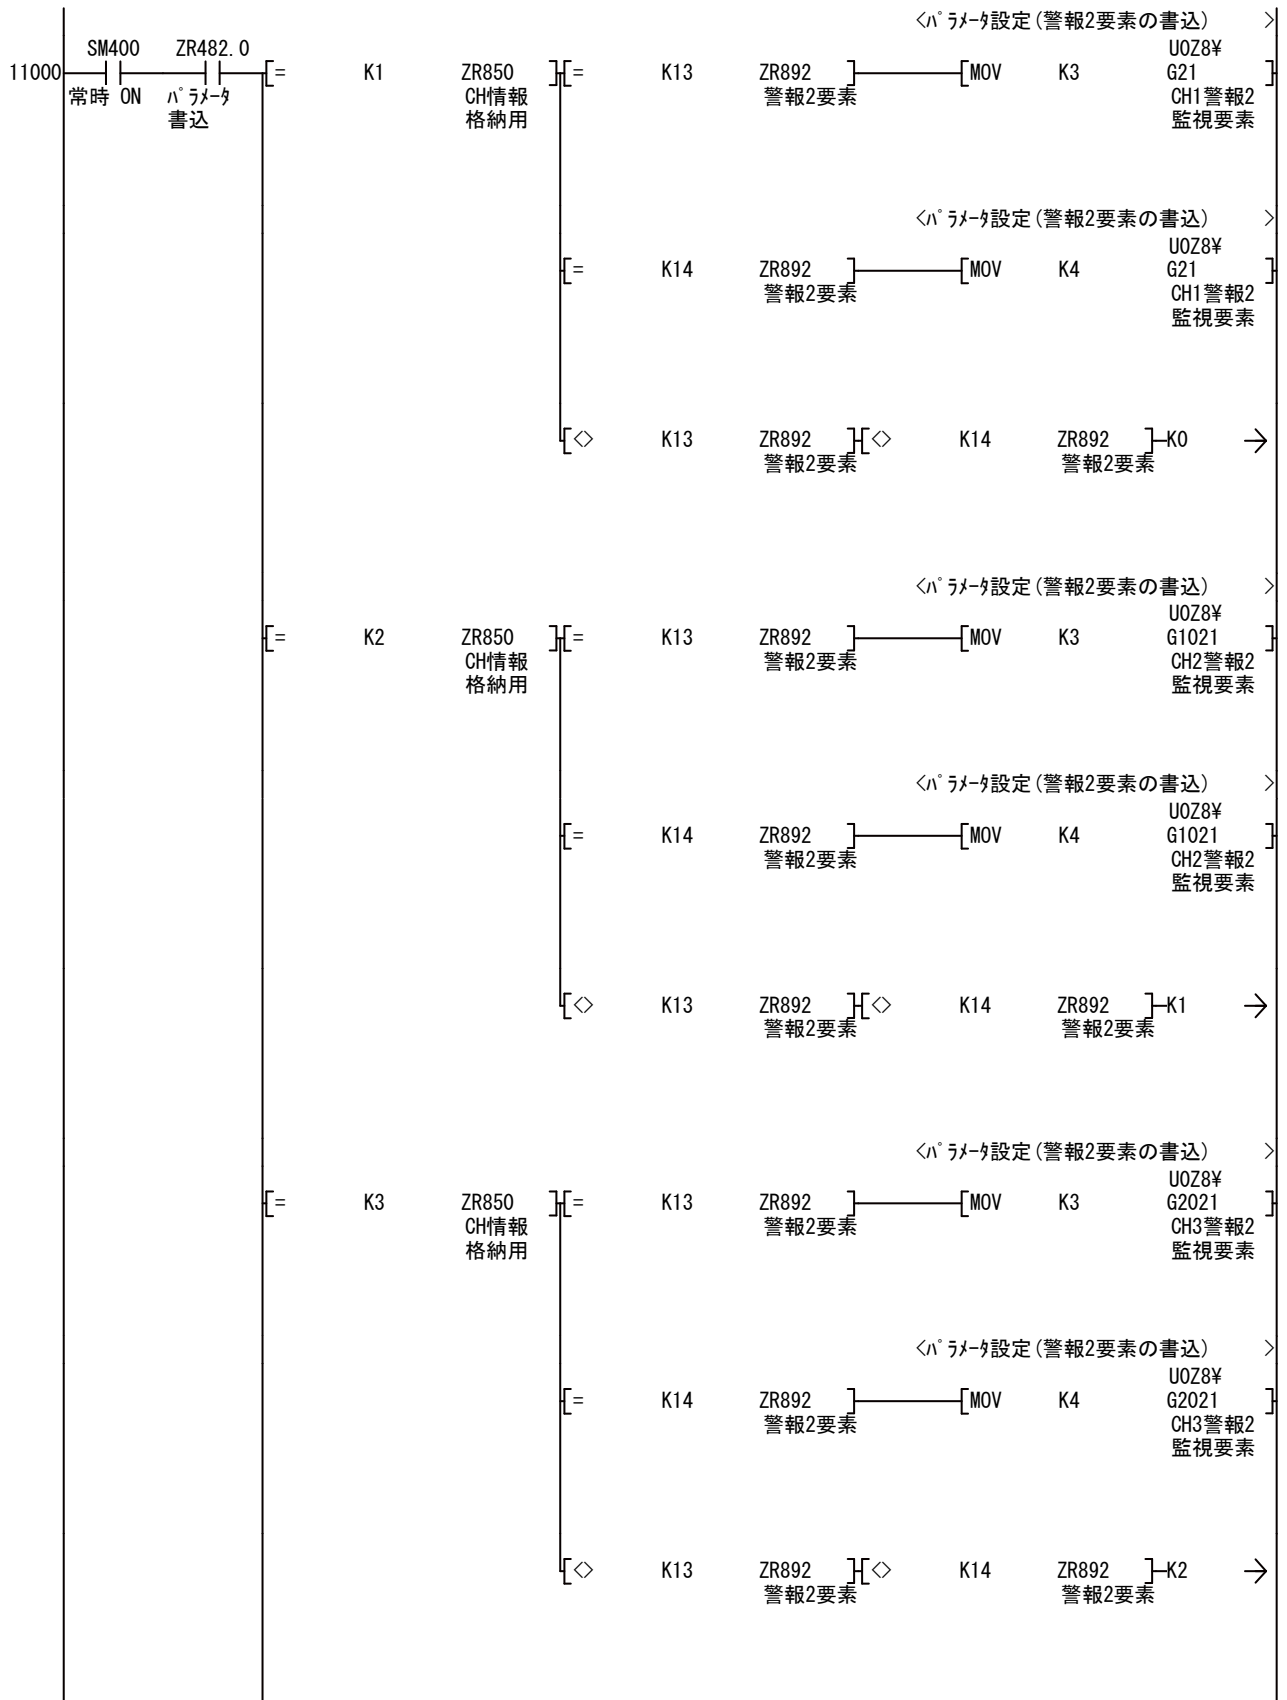 <パラメータ設定(警報2要素の書込) >
SM400 ZR482.0 U0Z8¥
11000 [= K1 ZR850 ][= K13 ZR892 ] [MOV K3 G21 ]
常時 ON パラメータ CH情報 警報2要素 CH1警報2
書込 格納用 監視要素
<パラメータ設定(警報2要素の書込) >
U0Z8¥
[= K14 ZR892 ] [MOV K4 G21 ]
警報2要素 CH1警報2
監視要素
[<> K13 ZR892 ][<> K14 ZR892 ] K0 →
警報2要素 警報2要素
<パラメータ設定(警報2要素の書込) >
U0Z8¥
[= K2 ZR850 ][= K13 ZR892 ] [MOV K3 G1021 ]
CH情報 警報2要素 CH2警報2
格納用 監視要素
<パラメータ設定(警報2要素の書込) >
U0Z8¥
[= K14 ZR892 ] [MOV K4 G1021 ]
警報2要素 CH2警報2
監視要素
[<> K13 ZR892 ][<> K14 ZR892 ] K1 →
警報2要素 警報2要素
<パラメータ設定(警報2要素の書込) >
U0Z8¥
[= K3 ZR850 ][= K13 ZR892 ] [MOV K3 G2021 ]
CH情報 警報2要素 CH3警報2
格納用 監視要素
<パラメータ設定(警報2要素の書込) >
U0Z8¥
[= K14 ZR892 ] [MOV K4 G2021 ]
警報2要素 CH3警報2
監視要素
[<> K13 ZR892 ][<> K14 ZR892 ] K2 →
警報2要素 警報2要素